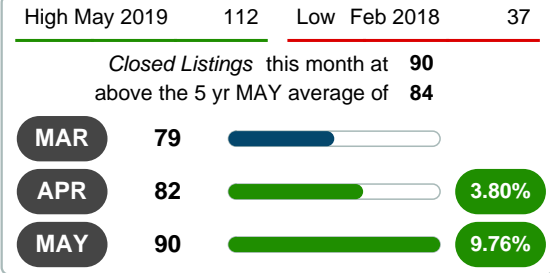 High May 2019 112 Low Feb 2018 37
Closed Listings this month at 90
above the 5 yr MAY average of 84
MAR 79
APR 82 3.80%
MAY 90 9.76%